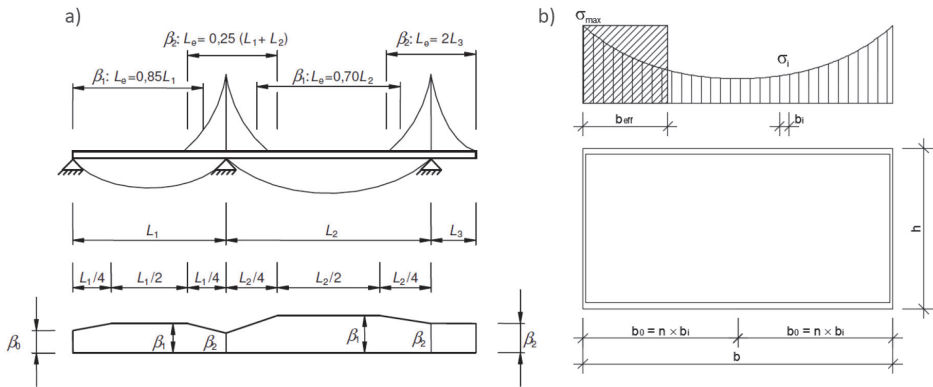 a)
β₂: Lₑ= 0,25 (L₁+ L₂)
β₂: Lₑ= 2L₃
β₁: Lₑ=0,85L₁
β₁: Lₑ=0,70L₂
L₁ L₂ L₃
L₁/4 L₁/2 L₁/4 L₂/4 L₂/2 L₂/4
β₀ β₁ β₂ β₁ β₂ β₂
b)
σmax
σi
beff bi
h
b₀ = n × bi b₀ = n × bi
b